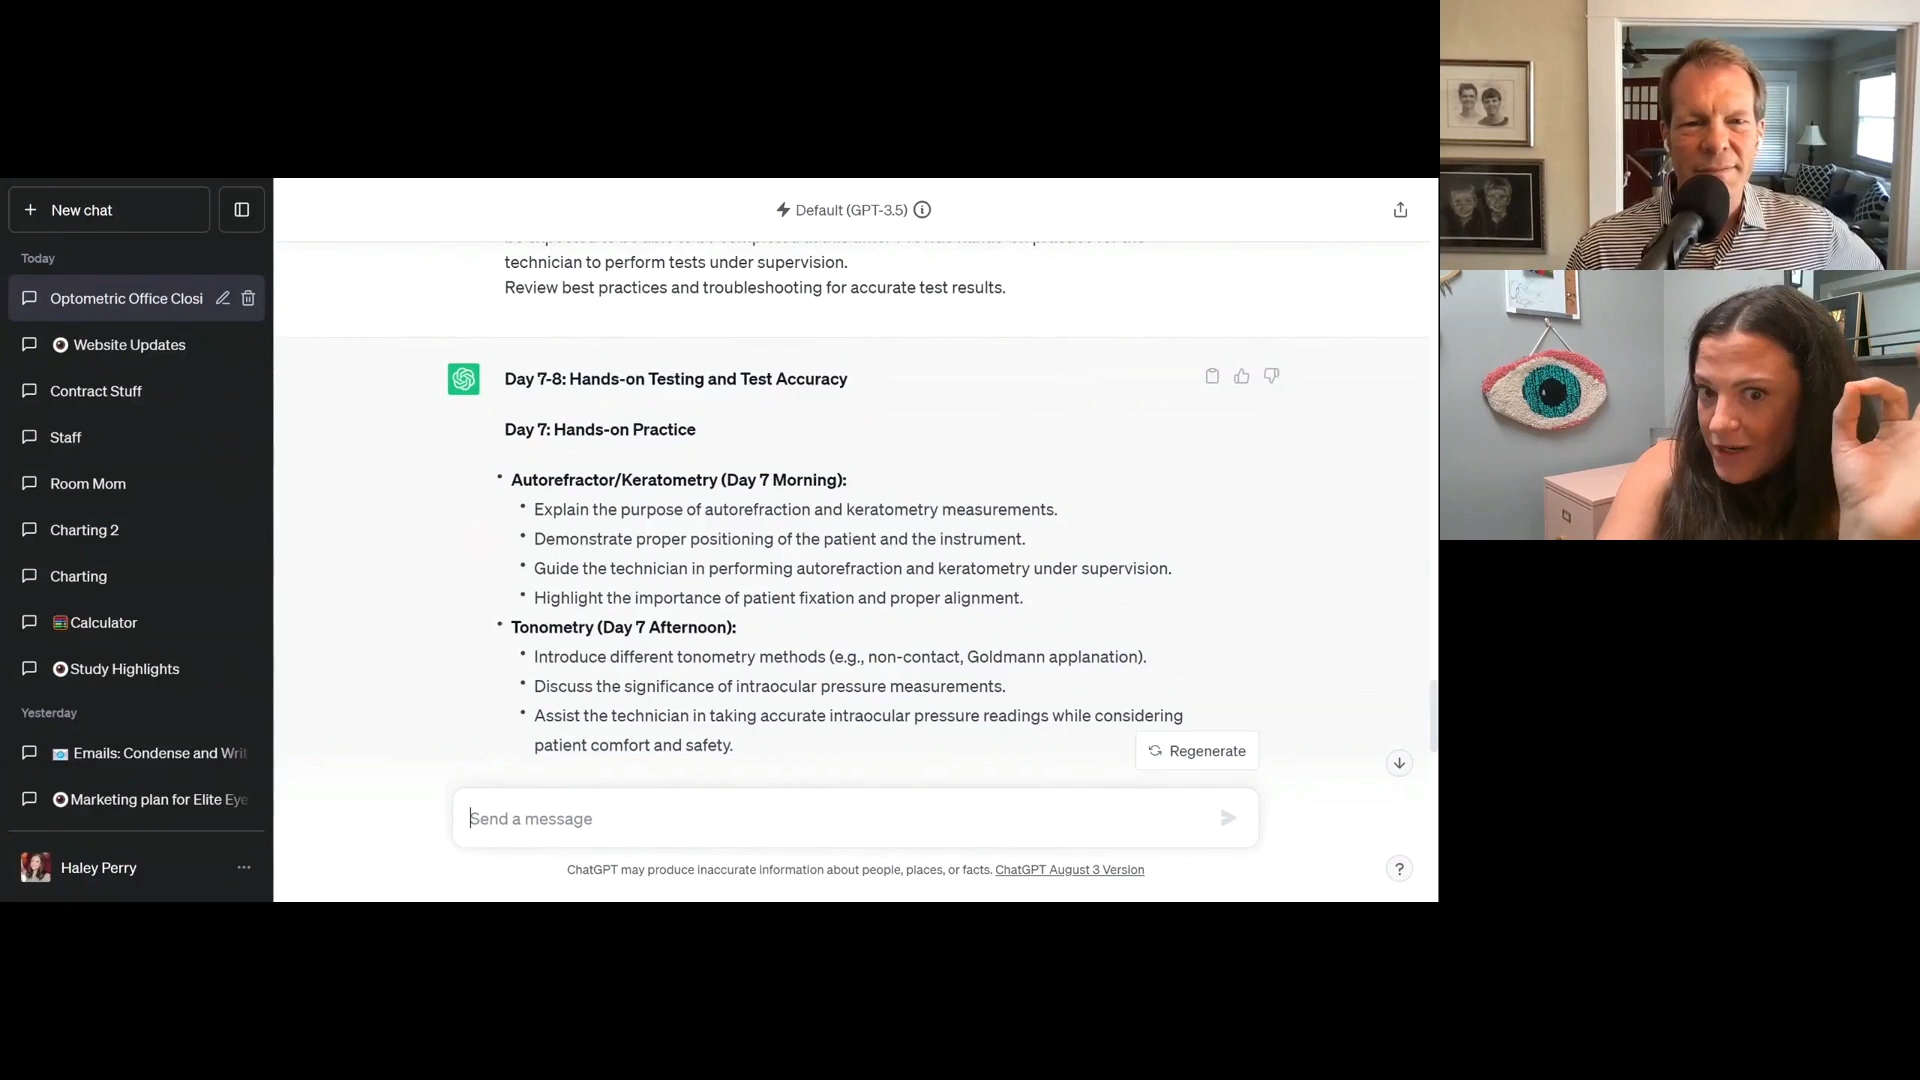 New chat
Today
Optometric Office Closi
Website Updates
Contract Stuff
Staff
Room Mom
Charting 2
Charting
Calculator
Study Highlights
Yesterday
Emails: Condense and Writ
Marketing plan for Elite Eye
Haley Perry
Default (GPT-3.5)
technician to perform tests under supervision.
Review best practices and troubleshooting for accurate test results.
Day 7-8: Hands-on Testing and Test Accuracy
Day 7: Hands-on Practice
• Autorefractor/Keratometry (Day 7 Morning):
• Explain the purpose of autorefraction and keratometry measurements.
• Demonstrate proper positioning of the patient and the instrument.
• Guide the technician in performing autorefraction and keratometry under supervision.
• Highlight the importance of patient fixation and proper alignment.
• Tonometry (Day 7 Afternoon):
• Introduce different tonometry methods (e.g., non-contact, Goldmann applanation).
• Discuss the significance of intraocular pressure measurements.
• Assist the technician in taking accurate intraocular pressure readings while considering
patient comfort and safety.
Regenerate
Send a message
ChatGPT may produce inaccurate information about people, places, or facts. ChatGPT August 3 Version
?